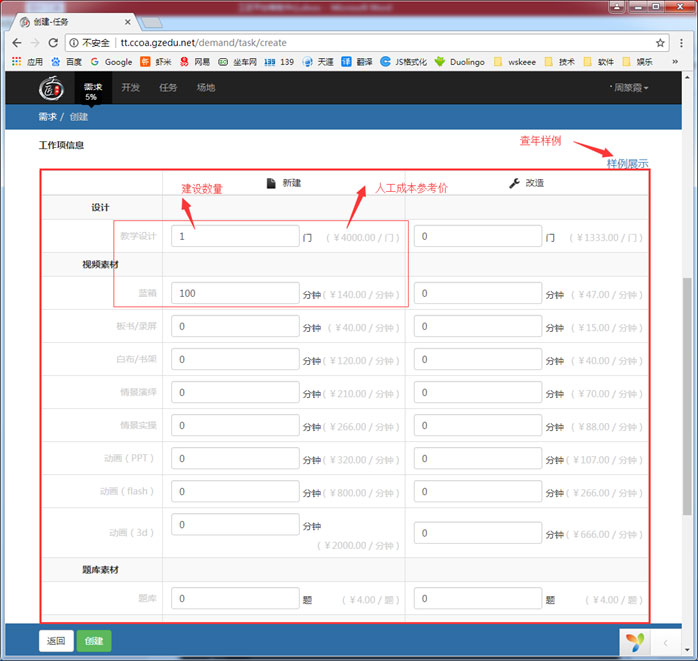 创建-任务
不安全 tt.ccoa.gzedu.net/demand/task/create
应用 百度 Google 虾米 网易 坐车网 139 139 天涯 翻译 JS格式化 Duolingo wskeee 技术 软件 娱乐 »
需求 5% 开发 任务 场地
需求 / 创建
工作项信息
查年样例
样例展示
新建 改造
建设数量 人工成本参考价
设计
教学设计 1 门 (￥4000.00 / 门) 0 门 (￥1333.00 / 门)
视频素材
蓝箱 100 分钟 (￥140.00 / 分钟) 0 分钟 (￥47.00 / 分钟)
板书/录屏 0 分钟 (￥40.00 / 分钟) 0 分钟 (￥15.00 / 分钟)
白布/书架 0 分钟 (￥120.00 / 分钟) 0 分钟 (￥40.00 / 分钟)
情景演绎 0 分钟 (￥210.00 / 分钟) 0 分钟 (￥70.00 / 分钟)
情景实操 0 分钟 (￥266.00 / 分钟) 0 分钟 (￥88.00 / 分钟)
动画（PPT） 0 分钟 (￥320.00 / 分钟) 0 分钟 (￥107.00 / 分钟)
动画（flash） 0 分钟 (￥800.00 / 分钟) 0 分钟 (￥266.00 / 分钟)
动画（3d） 0 分钟 (￥2000.00 / 分钟) 0 分钟 (￥666.00 / 分钟)
题库素材
题库 0 题 (￥4.00 / 题) 0 题 (￥4.00 / 题)
返回 创建